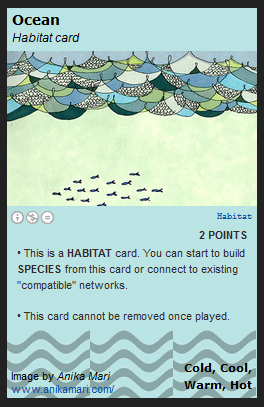 Ocean
Habitat card
Habitat
2 POINTS
• This is a HABITAT card. You can start to build
SPECIES from this card or connect to existing
"compatible" networks.
• This card cannot be removed once played.
Image by Anika Mari
www.anikamari.com/
Cold, Cool,
Warm, Hot